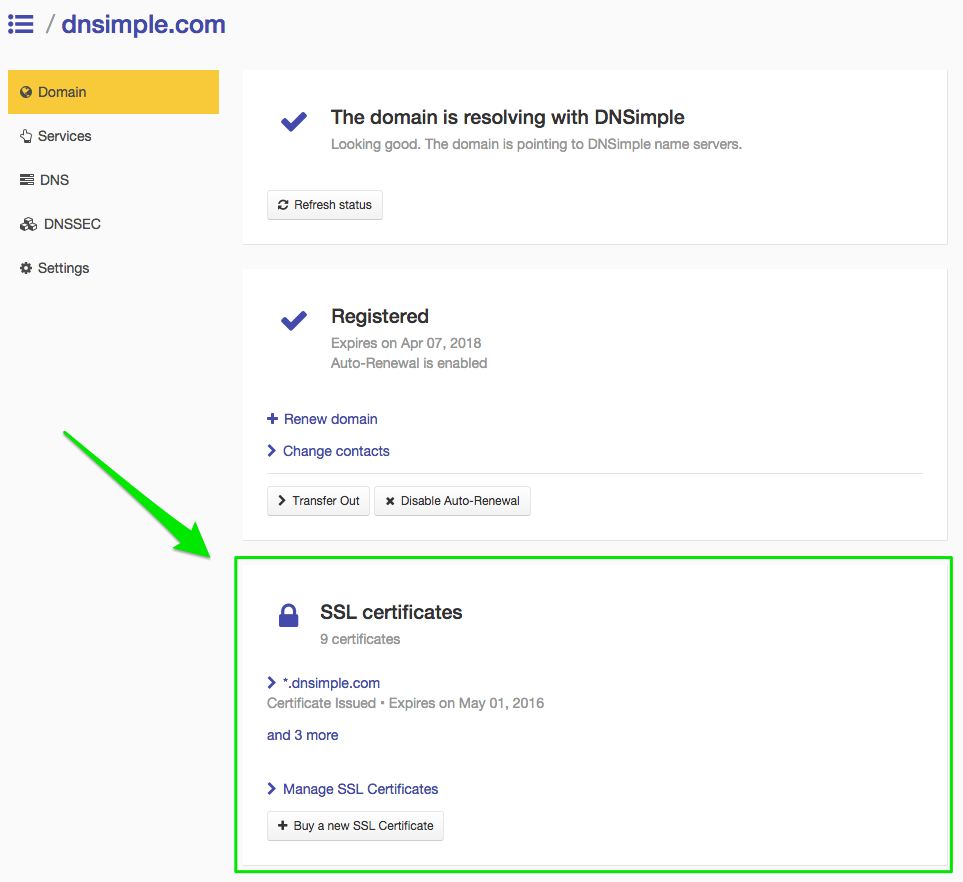 / dnsimple.com
Domain
Services
DNS
DNSSEC
Settings
The domain is resolving with DNSimple
Looking good. The domain is pointing to DNSimple name servers.
Refresh status
Registered
Expires on Apr 07, 2018
Auto-Renewal is enabled
Renew domain
Change contacts
Transfer Out Disable Auto-Renewal
SSL certificates
9 certificates
*.dnsimple.com
Certificate Issued • Expires on May 01, 2016
and 3 more
Manage SSL Certificates
Buy a new SSL Certificate